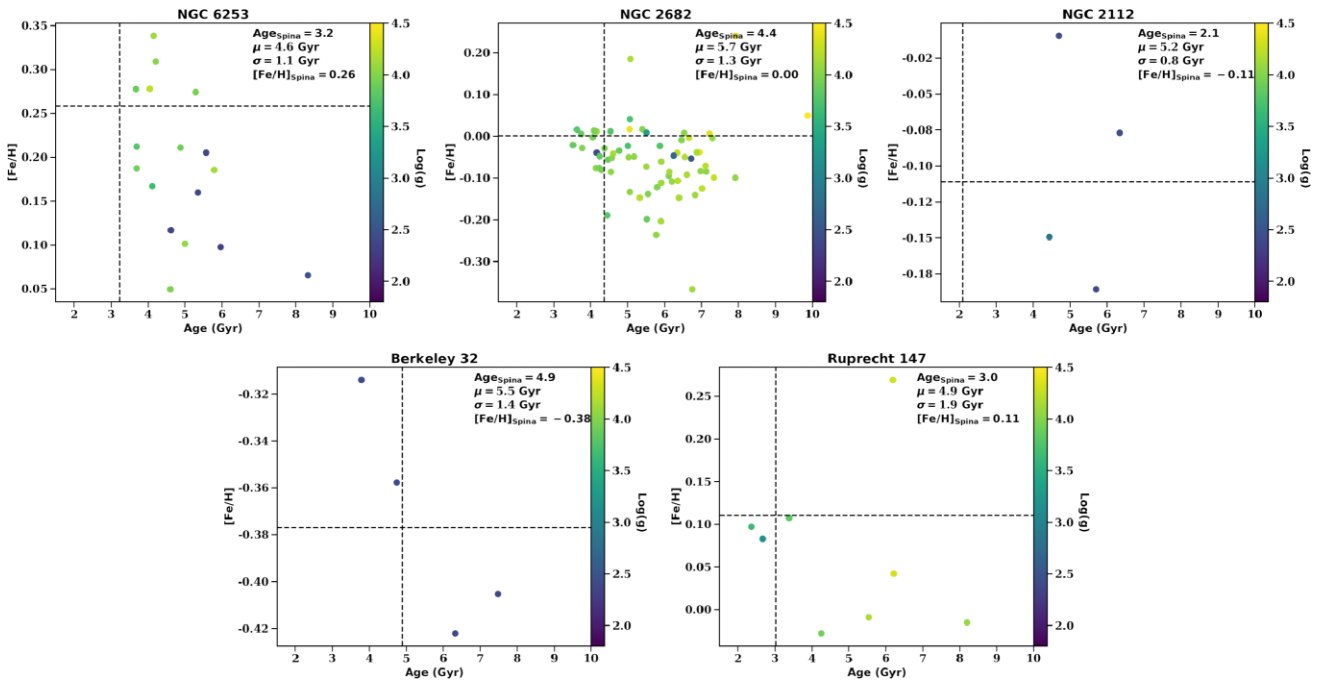 NGC 6253
Age_Spina = 3.2
μ = 4.6 Gyr
σ = 1.1 Gyr
[Fe/H]_Spina = 0.26
0.35
0.30
0.25
0.20
0.15
0.10
0.05
[Fe/H]
2 3 4 5 6 7 8 9 10
Age (Gyr)
4.5
4.0
3.5
3.0
2.5
2.0
Log(g)
NGC 2682
Age_Spina = 4.4
μ = 5.7 Gyr
σ = 1.3 Gyr
[Fe/H]_Spina = 0.00
0.20
0.10
0.00
-0.10
-0.20
-0.30
[Fe/H]
2 3 4 5 6 7 8 9 10
Age (Gyr)
4.5
4.0
3.5
3.0
2.5
2.0
Log(g)
NGC 2112
Age_Spina = 2.1
μ = 5.2 Gyr
σ = 0.8 Gyr
[Fe/H]_Spina = −0.11
-0.02
-0.05
-0.08
-0.10
-0.12
-0.15
-0.18
[Fe/H]
2 3 4 5 6 7 8 9 10
Age (Gyr)
4.5
4.0
3.5
3.0
2.5
2.0
Log(g)
Berkeley 32
Age_Spina = 4.9
μ = 5.5 Gyr
σ = 1.4 Gyr
[Fe/H]_Spina = −0.38
-0.32
-0.34
-0.36
-0.38
-0.40
-0.42
[Fe/H]
2 3 4 5 6 7 8 9 10
Age (Gyr)
4.5
4.0
3.5
3.0
2.5
2.0
Log(g)
Ruprecht 147
Age_Spina = 3.0
μ = 4.9 Gyr
σ = 1.9 Gyr
[Fe/H]_Spina = 0.11
0.25
0.20
0.15
0.10
0.05
0.00
[Fe/H]
2 3 4 5 6 7 8 9 10
Age (Gyr)
4.5
4.0
3.5
3.0
2.5
2.0
Log(g)